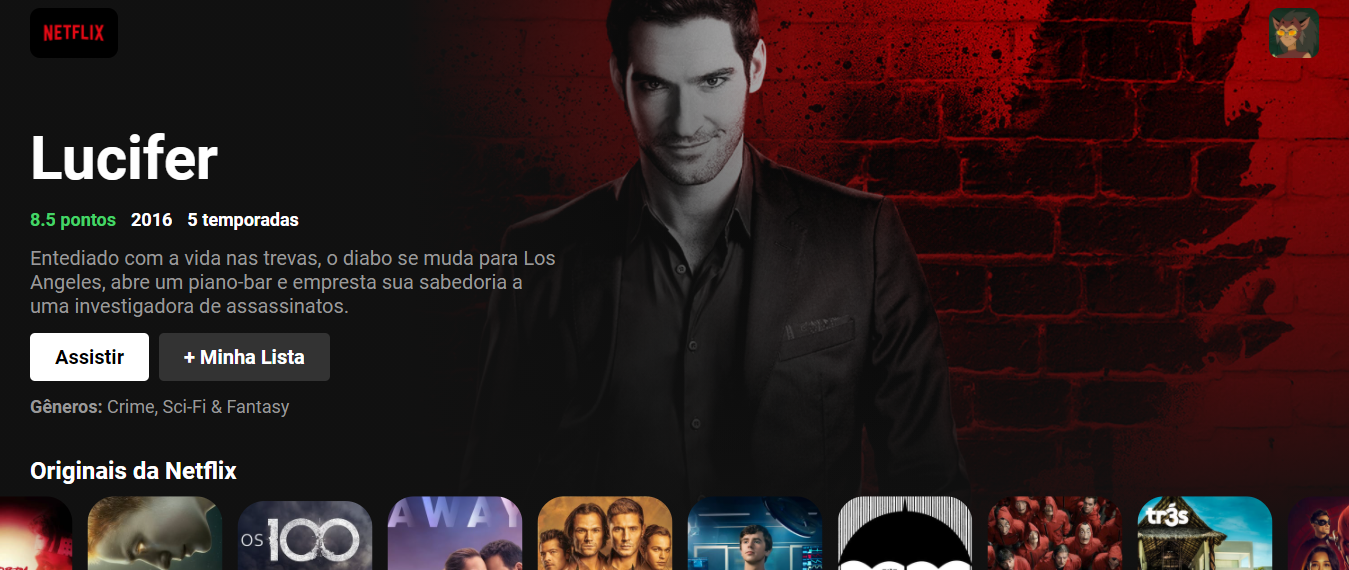 NETFLIX
Lucifer
8.5 pontos 2016 5 temporadas
Entediado com a vida nas trevas, o diabo se muda para Los
Angeles, abre um piano-bar e empresta sua sabedoria a
uma investigadora de assassinatos.
Assistir + Minha Lista
Gêneros: Crime, Sci-Fi & Fantasy
Originais da Netflix
OS 100
AWAY
tr3s